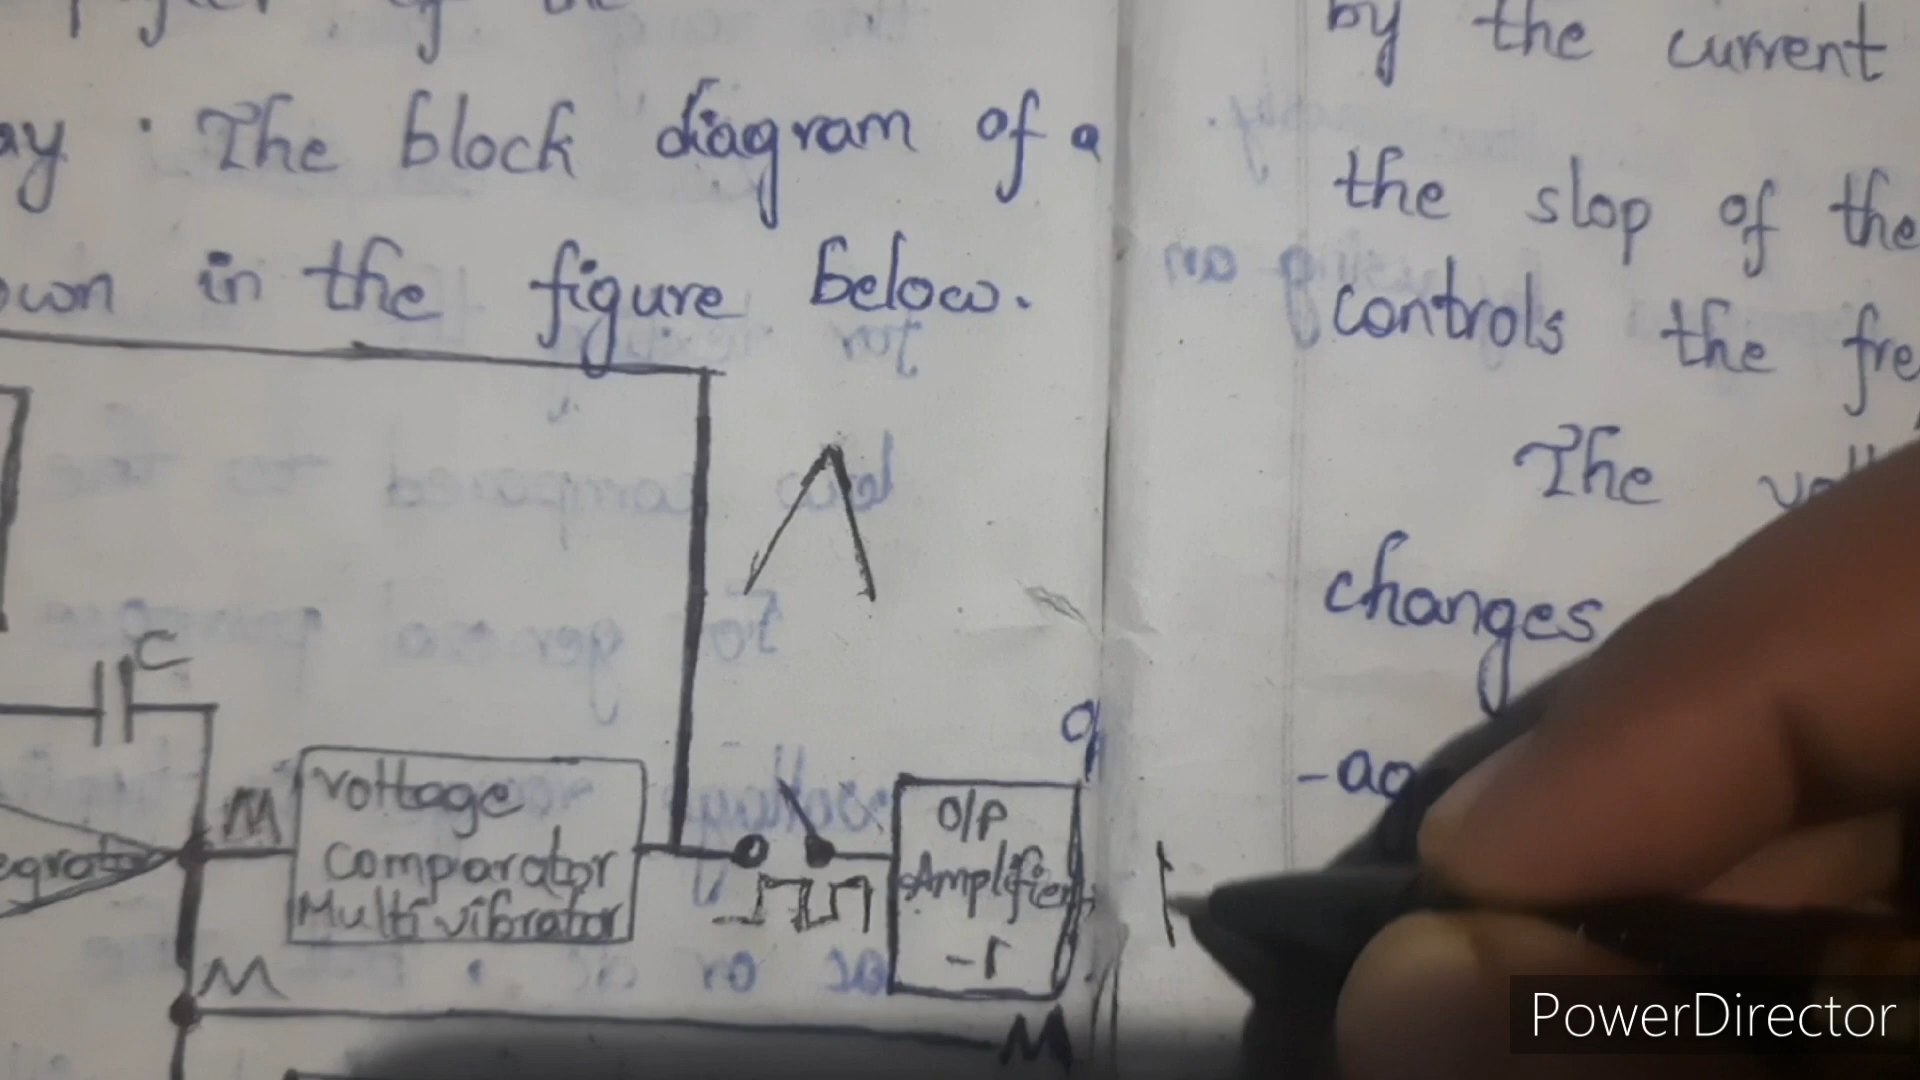 ay . The block diagram of a
own in the figure below.
C
M
voltage
comparator
Multivibrator
egrator
O/P
Amplifier
-1
M
M
by the current
the slop of the
controls the fre
The
changes
PowerDirector